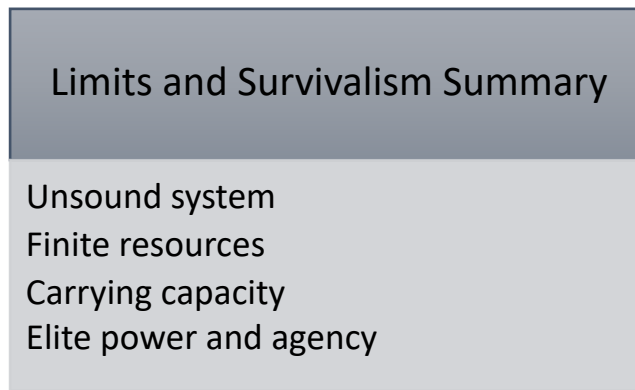 Limits and Survivalism Summary
Unsound system
Finite resources
Carrying capacity
Elite power and agency